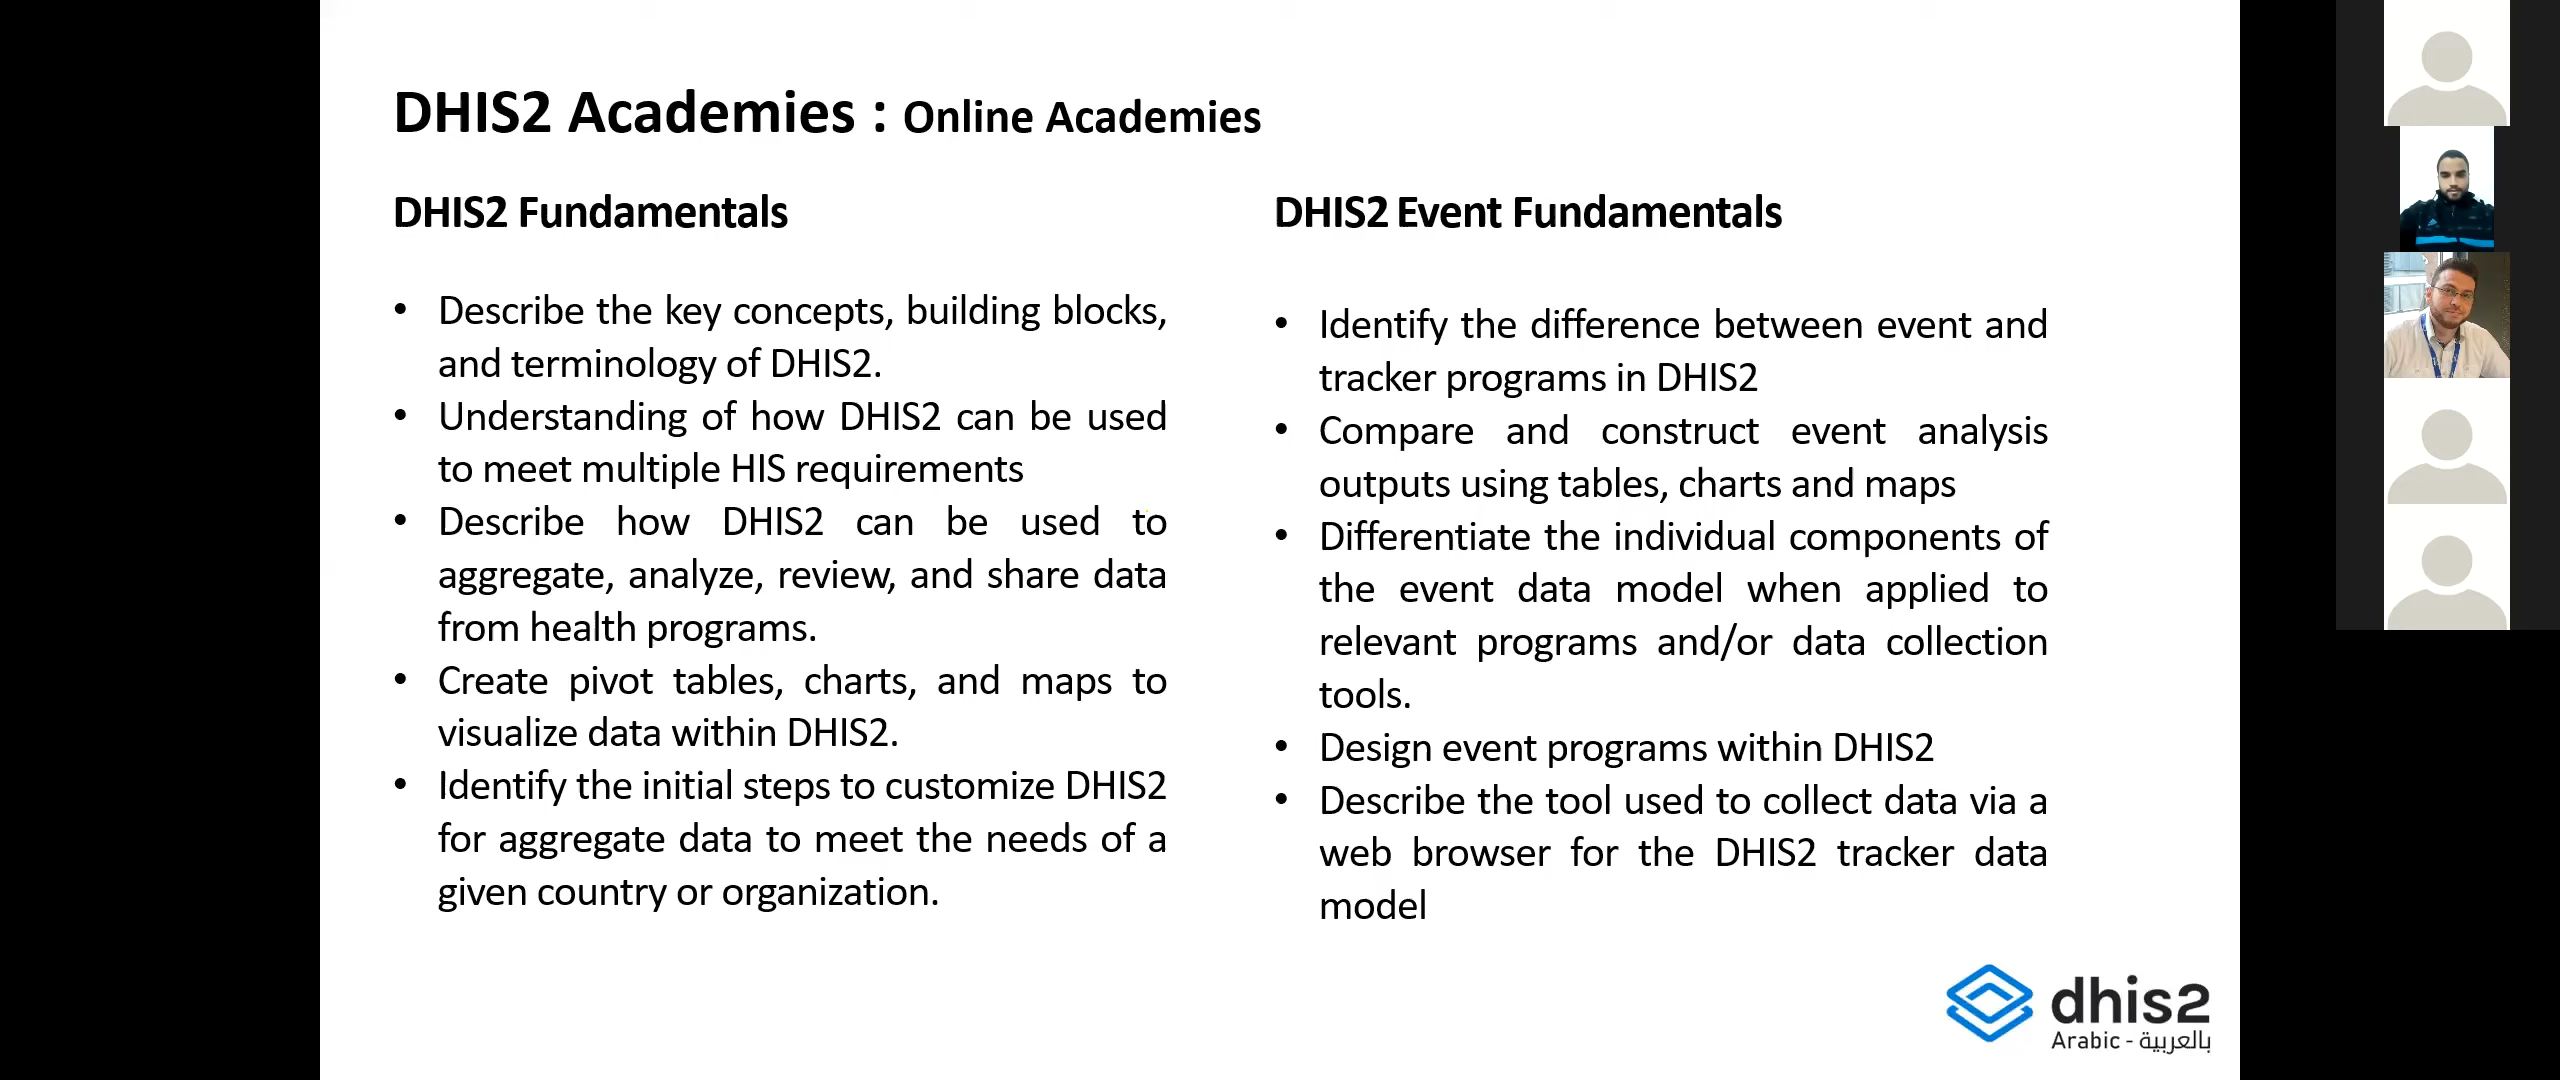 DHIS2 Academies : Online Academies
DHIS2 Fundamentals
• Describe the key concepts, building blocks,
and terminology of DHIS2.
• Understanding of how DHIS2 can be used
to meet multiple HIS requirements
• Describe how DHIS2 can be used to
aggregate, analyze, review, and share data
from health programs.
• Create pivot tables, charts, and maps to
visualize data within DHIS2.
• Identify the initial steps to customize DHIS2
for aggregate data to meet the needs of a
given country or organization.
DHIS2 Event Fundamentals
• Identify the difference between event and
tracker programs in DHIS2
• Compare and construct event analysis
outputs using tables, charts and maps
• Differentiate the individual components of
the event data model when applied to
relevant programs and/or data collection
tools.
• Design event programs within DHIS2
• Describe the tool used to collect data via a
web browser for the DHIS2 tracker data
model
dhis2
Arabic - بالعربية